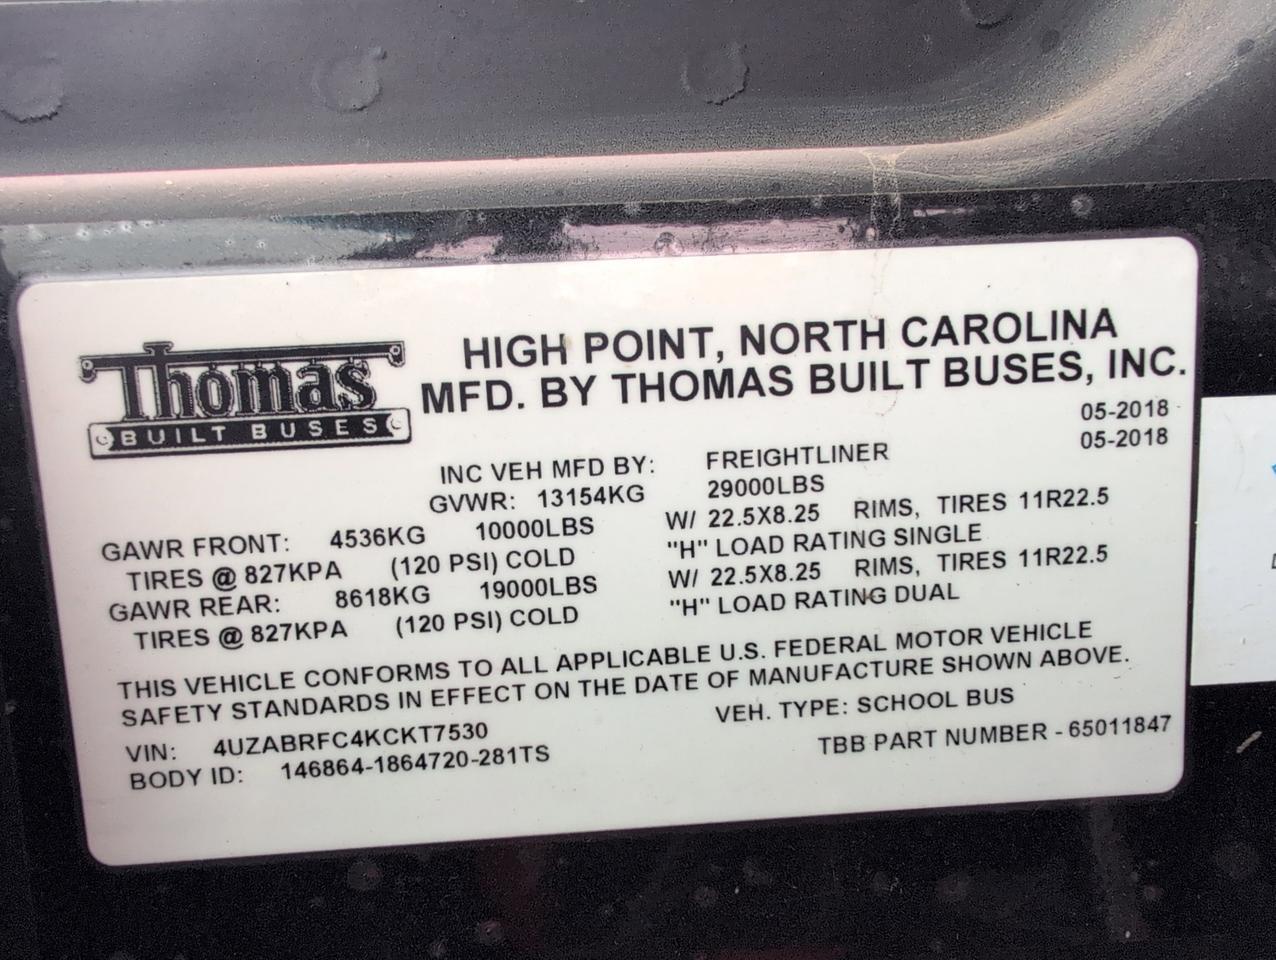 Thomas
BUILT BUSES
HIGH POINT, NORTH CAROLINA
MFD. BY THOMAS BUILT BUSES, INC.
05-2018
INC VEH MFD BY: FREIGHTLINER 05-2018
GVWR: 13154KG 29000LBS
GAWR FRONT: 4536KG 10000LBS W/ 22.5X8.25 RIMS, TIRES 11R22.5
TIRES @ 827KPA (120 PSI) COLD "H" LOAD RATING SINGLE
GAWR REAR: 8618KG 19000LBS W/ 22.5X8.25 RIMS, TIRES 11R22.5
TIRES @ 827KPA (120 PSI) COLD "H" LOAD RATING DUAL
THIS VEHICLE CONFORMS TO ALL APPLICABLE U.S. FEDERAL MOTOR VEHICLE
SAFETY STANDARDS IN EFFECT ON THE DATE OF MANUFACTURE SHOWN ABOVE.
VIN: 4UZABRFC4KCKT7530 VEH. TYPE: SCHOOL BUS
BODY ID: 146864-1864720-281TS TBB PART NUMBER - 65011847